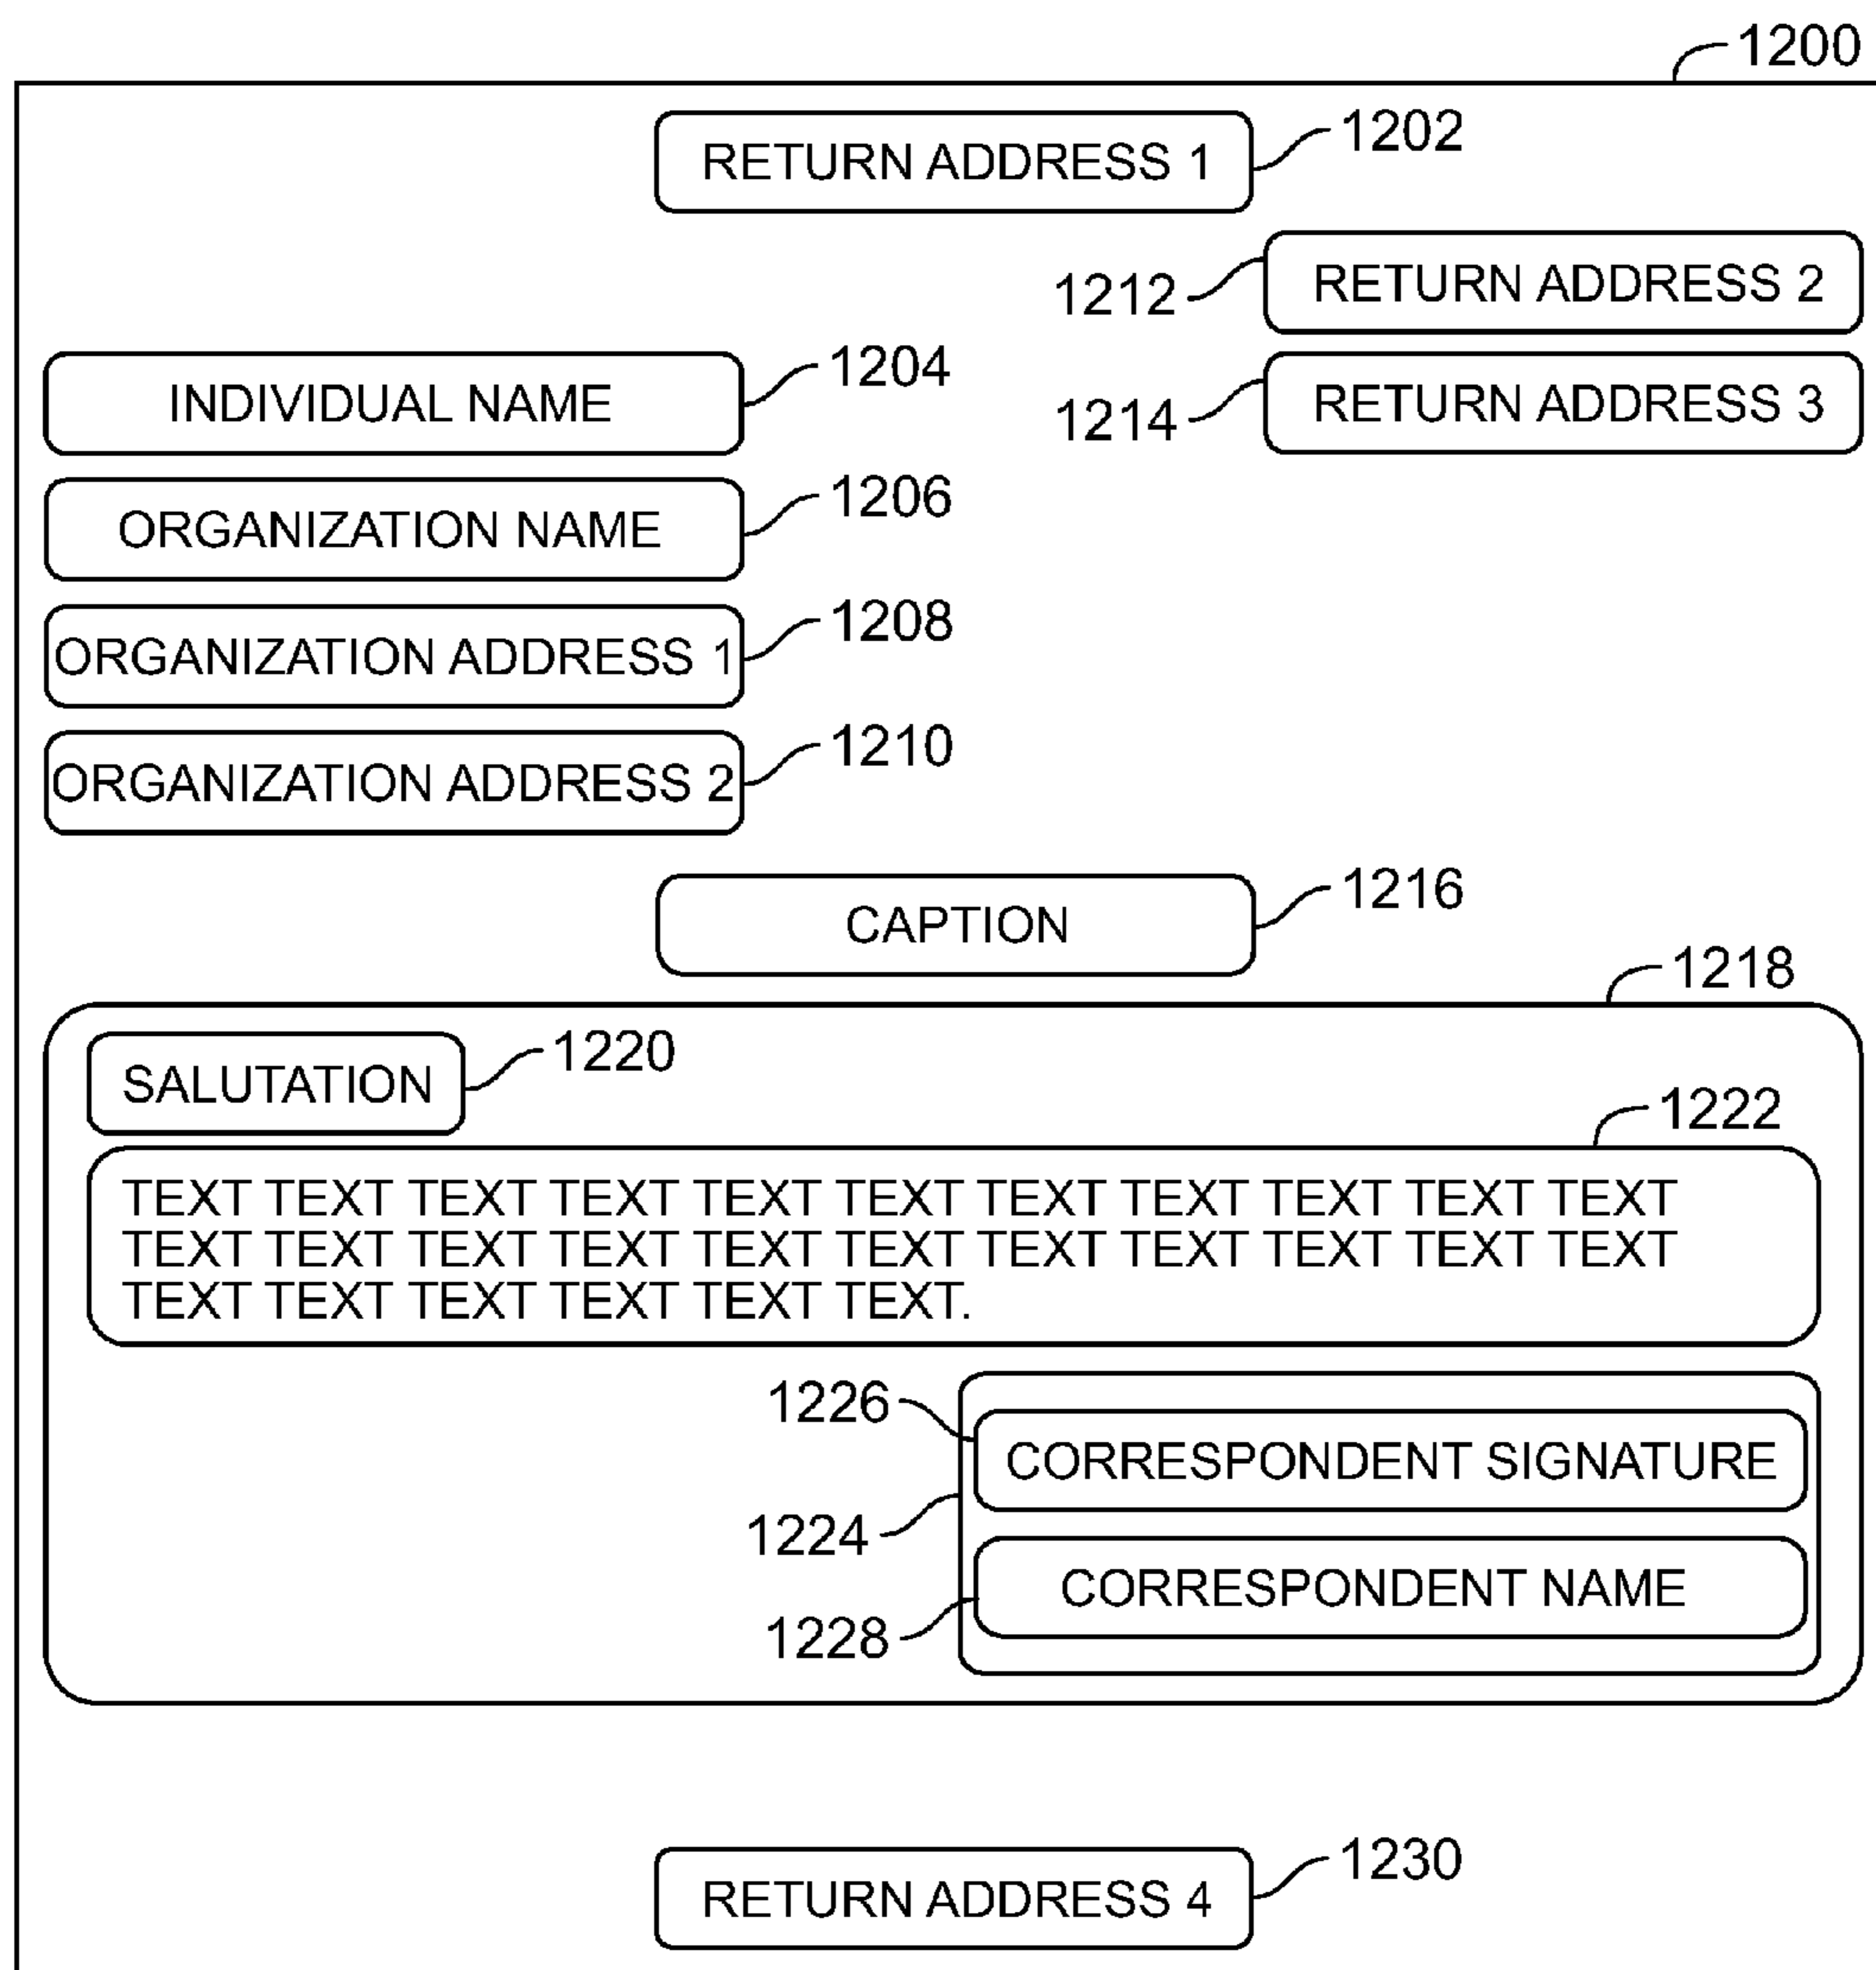 1200
RETURN ADDRESS 1
1202
1212
RETURN ADDRESS 2
INDIVIDUAL NAME
1204
1214
RETURN ADDRESS 3
ORGANIZATION NAME
1206
ORGANIZATION ADDRESS 1
1208
ORGANIZATION ADDRESS 2
1210
CAPTION
1216
1218
SALUTATION
1220
1222
TEXT TEXT TEXT TEXT TEXT TEXT TEXT TEXT TEXT TEXT TEXT
TEXT TEXT TEXT TEXT TEXT TEXT TEXT TEXT TEXT TEXT TEXT
TEXT TEXT TEXT TEXT TEXT TEXT.
1226
CORRESPONDENT SIGNATURE
1224
CORRESPONDENT NAME
1228
RETURN ADDRESS 4
1230